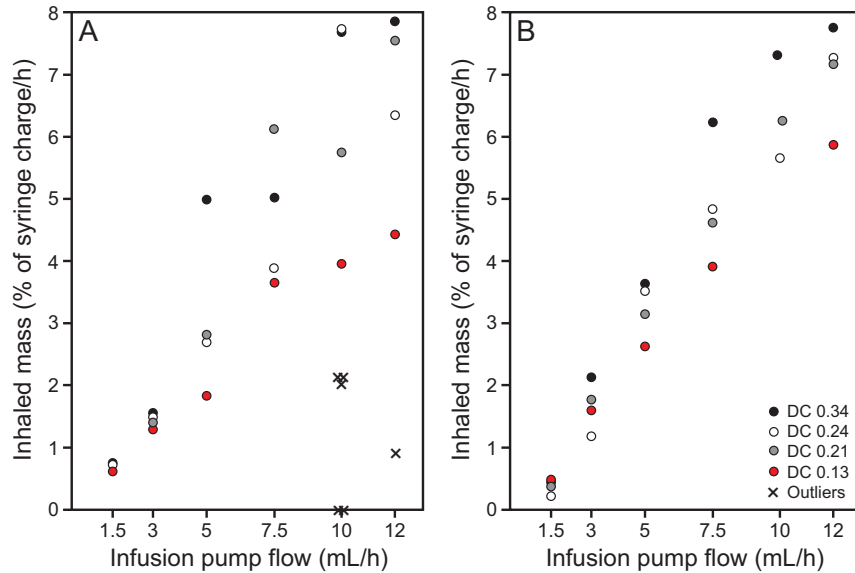 A
B
Inhaled mass (% of syringe charge/h)
8
7
6
5
4
3
2
1
0
1.5 3 5 7.5 10 12
Infusion pump flow (mL/h)
Inhaled mass (% of syringe charge/h)
8
7
6
5
4
3
2
1
0
DC 0.34
DC 0.24
DC 0.21
DC 0.13
Outliers
1.5 3 5 7.5 10 12
Infusion pump flow (mL/h)